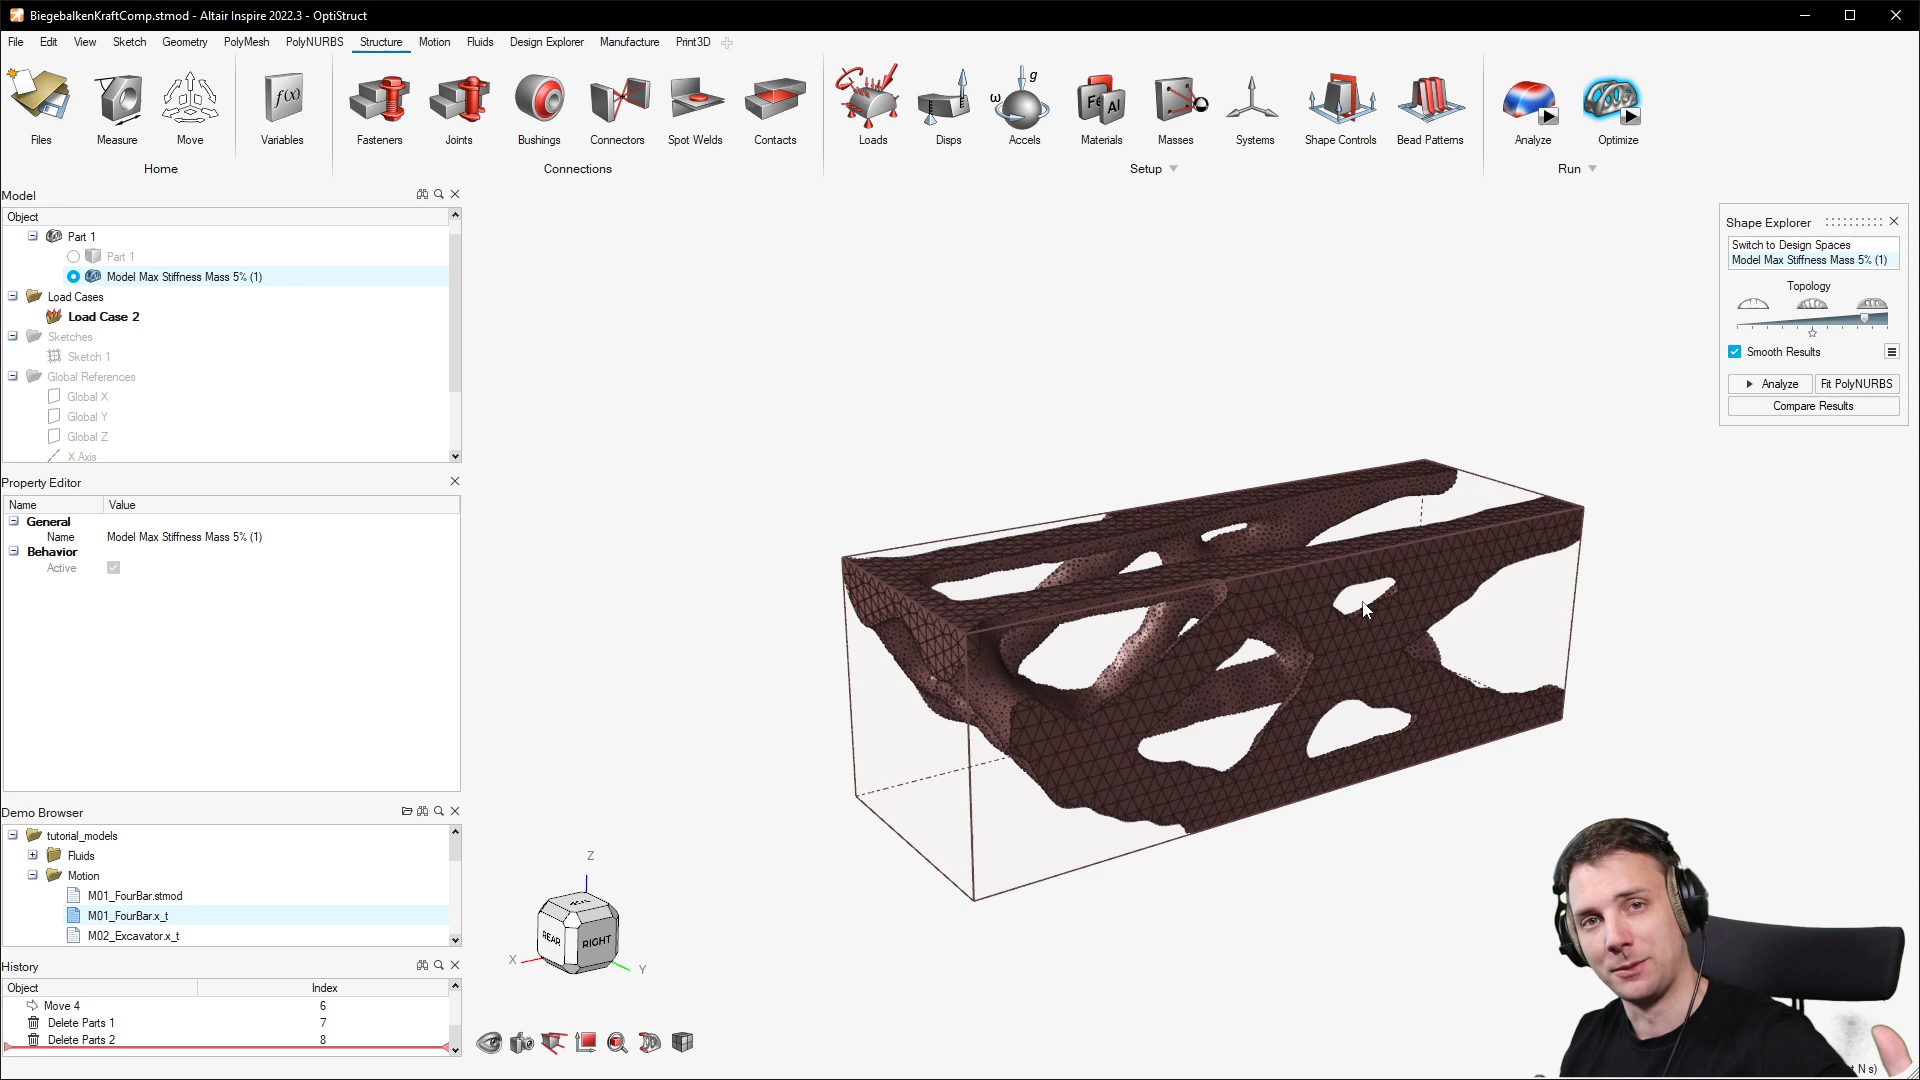 BiegebalkenKraftComp.stmod - Altair Inspire 2022.3 - OptiStruct
File Edit View Sketch Geometry PolyMesh PolyNURBS Structure Motion Fluids Design Explorer Manufacture Print3D
f(x) g ω Fe Al
Files Measure Move Variables Fasteners Joints Bushings Connectors Spot Welds Contacts Loads Disps Accels Materials Masses Systems Shape Controls Bead Patterns Analyze Optimize
Home Connections Setup Run
Model
Object
Part 1
Part 1
Model Max Stiffness Mass 5% (1)
Load Cases
Load Case 2
Sketches
Sketch 1
Global References
Global X
Global Y
Global Z
X Axis
Property Editor
Name Value
General
Name Model Max Stiffness Mass 5% (1)
Behavior
Active
Demo Browser
tutorial_models
Fluids
Motion
M01_FourBar.stmod
M01_FourBar.x_t
M02_Excavator.x_t
History
Object Index
Move 4 6
Delete Parts 1 7
Delete Parts 2 8
Shape Explorer
Switch to Design Spaces
Model Max Stiffness Mass 5% (1)
Topology
Smooth Results
Analyze Fit PolyNURBS
Compare Results
Z
REAR RIGHT
X Y
N s)